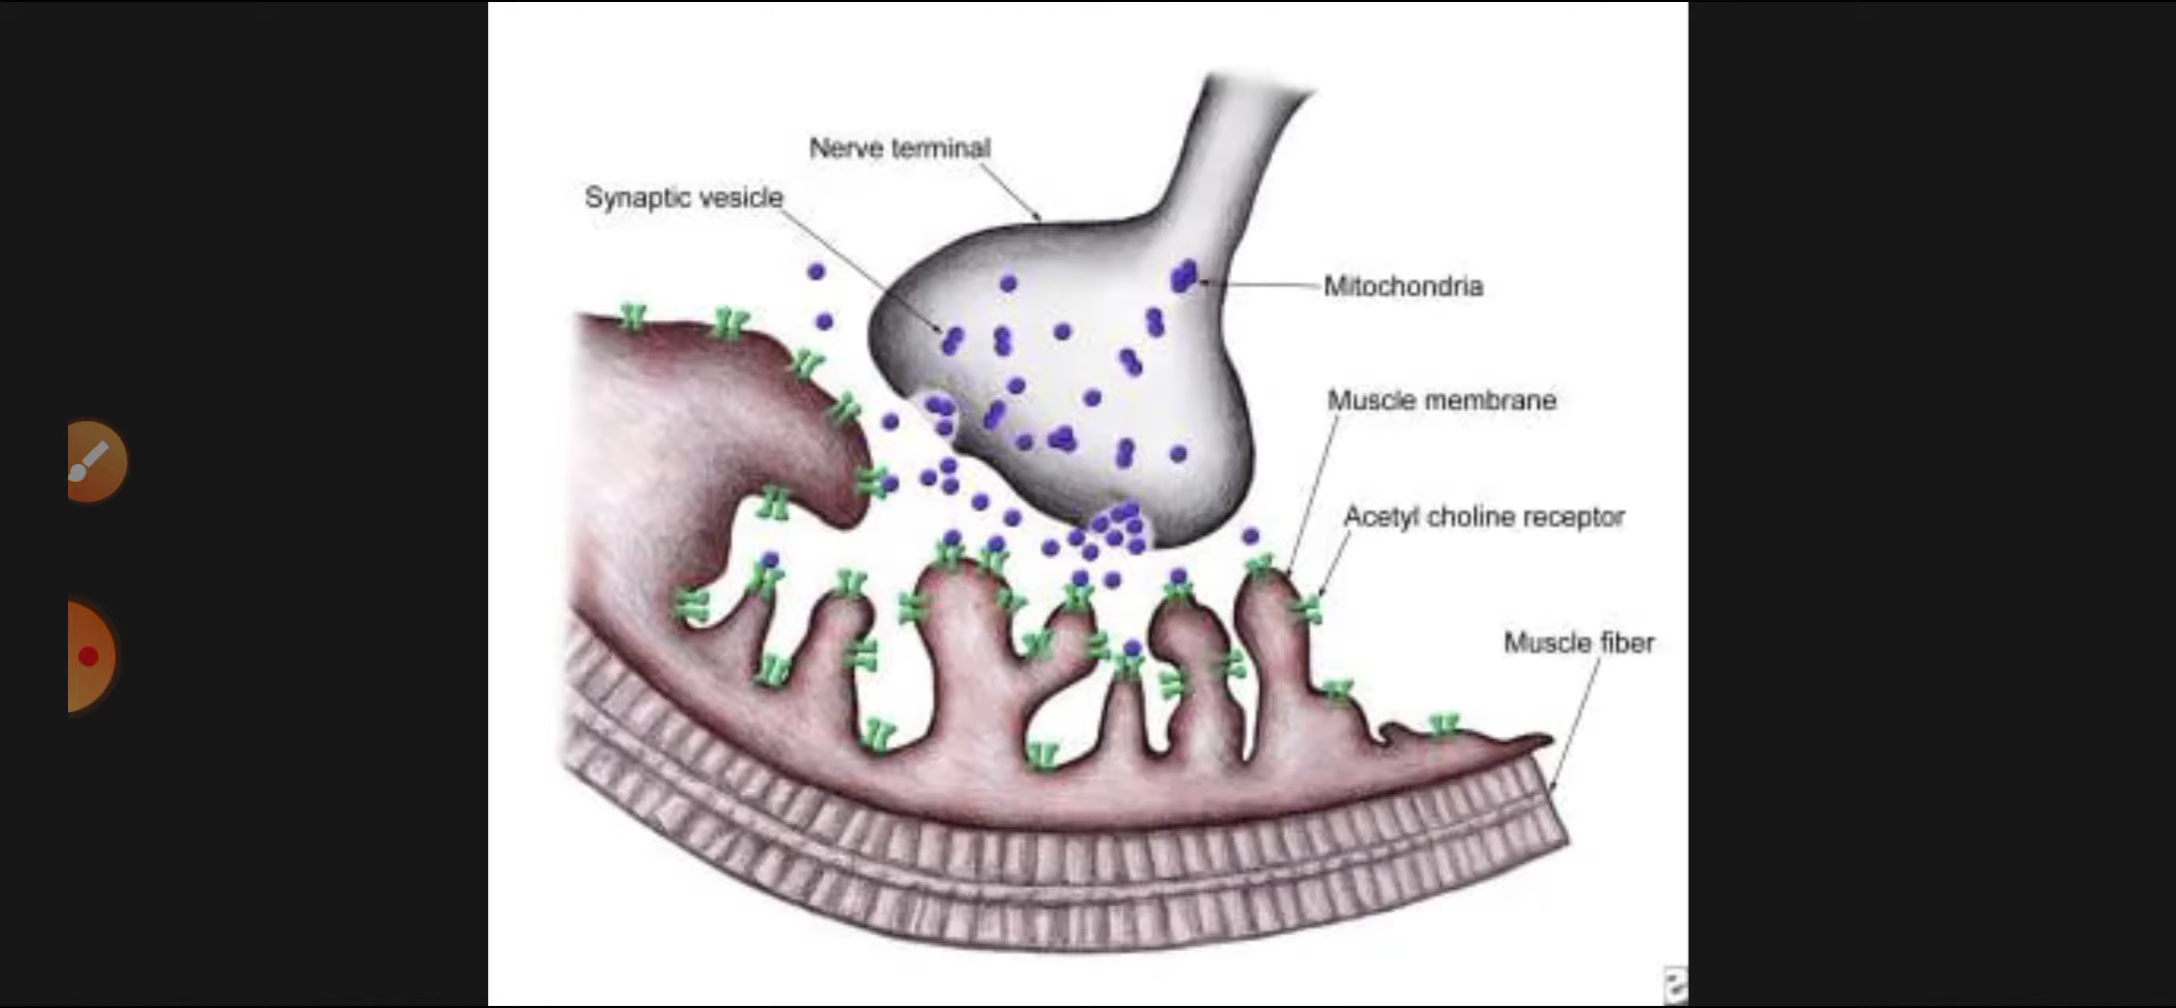 Nerve terminal
Synaptic vesicle
Mitochondria
Muscle membrane
Acetyl choline receptor
Muscle fiber